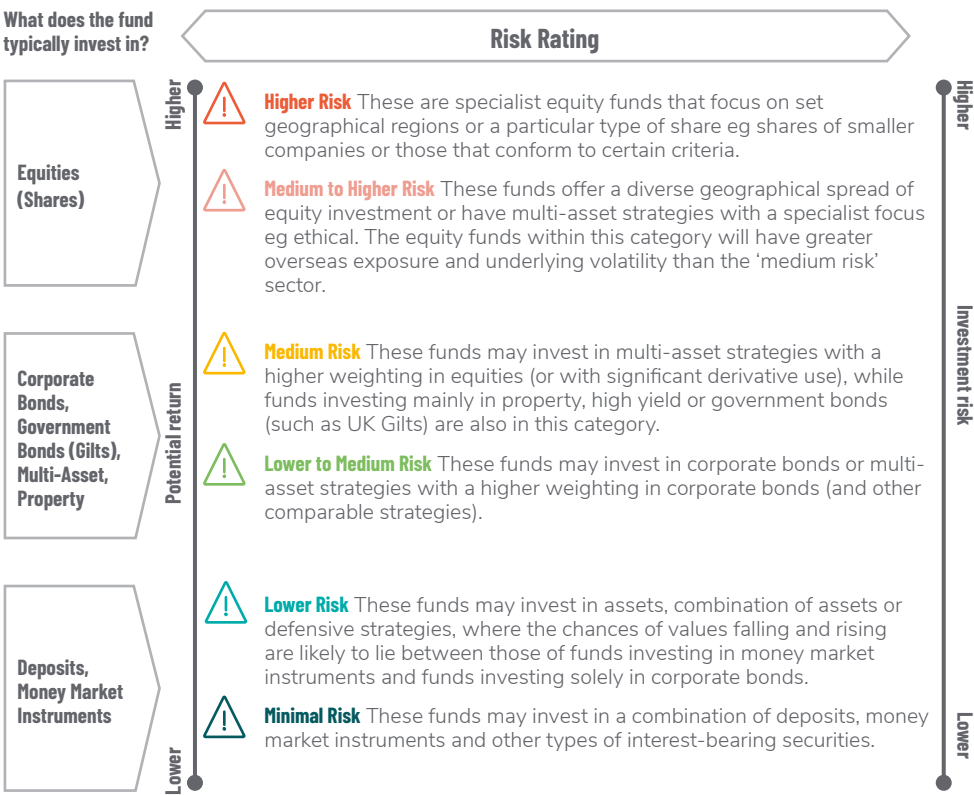 What does the fund
typically invest in?
Risk Rating
Equities
(Shares)
Higher
Higher Risk These are specialist equity funds that focus on set
geographical regions or a particular type of share eg shares of smaller
companies or those that conform to certain criteria.
Medium to Higher Risk These funds offer a diverse geographical spread of
equity investment or have multi-asset strategies with a specialist focus
eg ethical. The equity funds within this category will have greater
overseas exposure and underlying volatility than the ‘medium risk’
sector.
Higher
Corporate
Bonds,
Government
Bonds (Gilts),
Multi-Asset,
Property
Potential return
Medium Risk These funds may invest in multi-asset strategies with a
higher weighting in equities (or with significant derivative use), while
funds investing mainly in property, high yield or government bonds
(such as UK Gilts) are also in this category.
Lower to Medium Risk These funds may invest in corporate bonds or multi-
asset strategies with a higher weighting in corporate bonds (and other
comparable strategies).
Investment risk
Deposits,
Money Market
Instruments
Lower
Lower Risk These funds may invest in assets, combination of assets or
defensive strategies, where the chances of values falling and rising
are likely to lie between those of funds investing in money market
instruments and funds investing solely in corporate bonds.
Minimal Risk These funds may invest in a combination of deposits, money
market instruments and other types of interest-bearing securities.
Lower